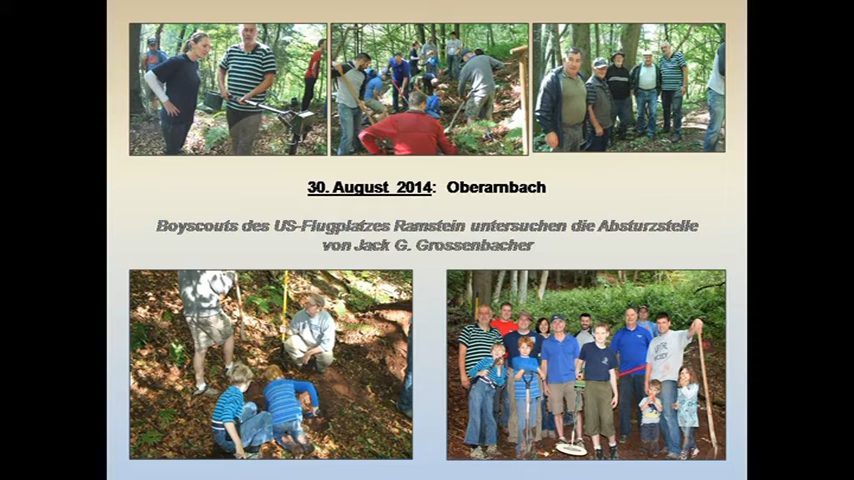 30. August 2014: Oberarnbach
Boyscouts des US-Flugplatzes Ramstein untersuchen die Absturzstelle
von Jack G. Grossenbacher